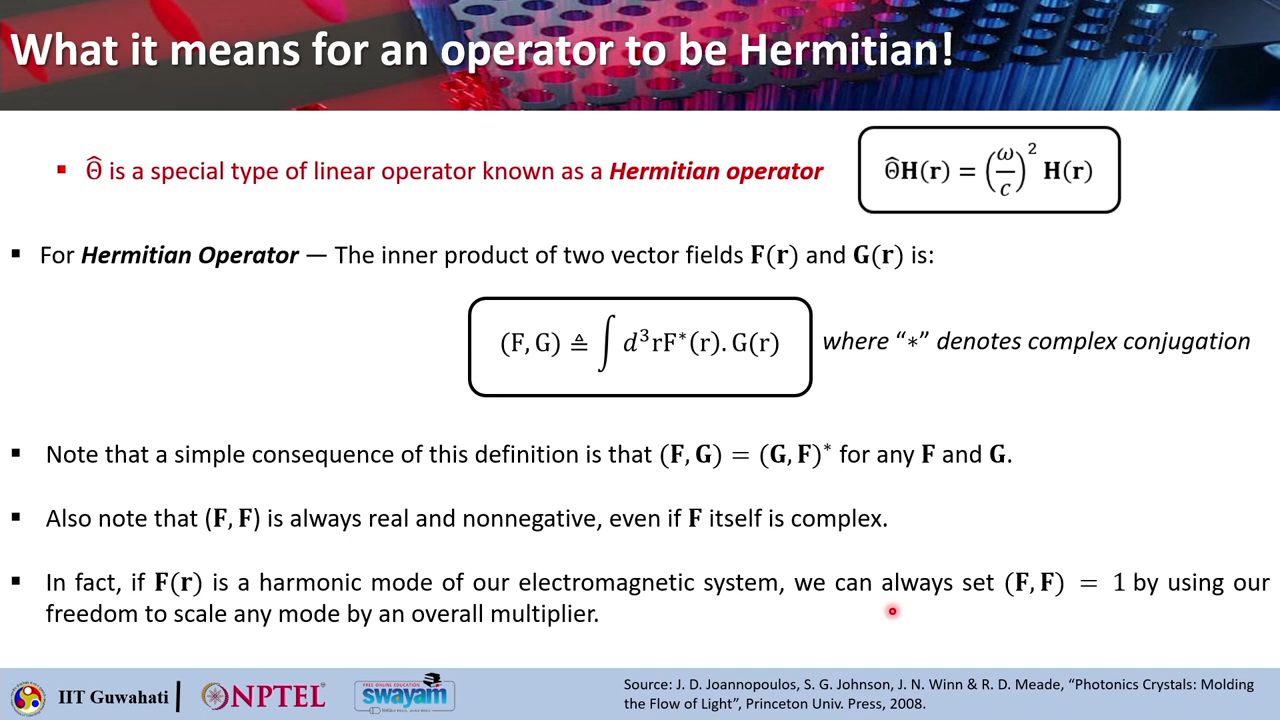 What it means for an operator to be Hermitian!
▪ Θ̂ is a special type of linear operator known as a Hermitian operator
Θ̂H(r) = (ω/c)² H(r)
▪ For Hermitian Operator — The inner product of two vector fields F(r) and G(r) is:
(F, G) ≜ ∫ d³rF*(r). G(r)
where “*” denotes complex conjugation
▪ Note that a simple consequence of this definition is that (F, G) = (G, F)* for any F and G.
▪ Also note that (F, F) is always real and nonnegative, even if F itself is complex.
▪ In fact, if F(r) is a harmonic mode of our electromagnetic system, we can always set (F, F) = 1 by using our
freedom to scale any mode by an overall multiplier.
IIT Guwahati
NPTEL
FREE ONLINE EDUCATION
swayam
Source: J. D. Joannopoulos, S. G. Johnson, J. N. Winn & R. D. Meade, “Photonics Crystals: Molding
the Flow of Light”, Princeton Univ. Press, 2008.